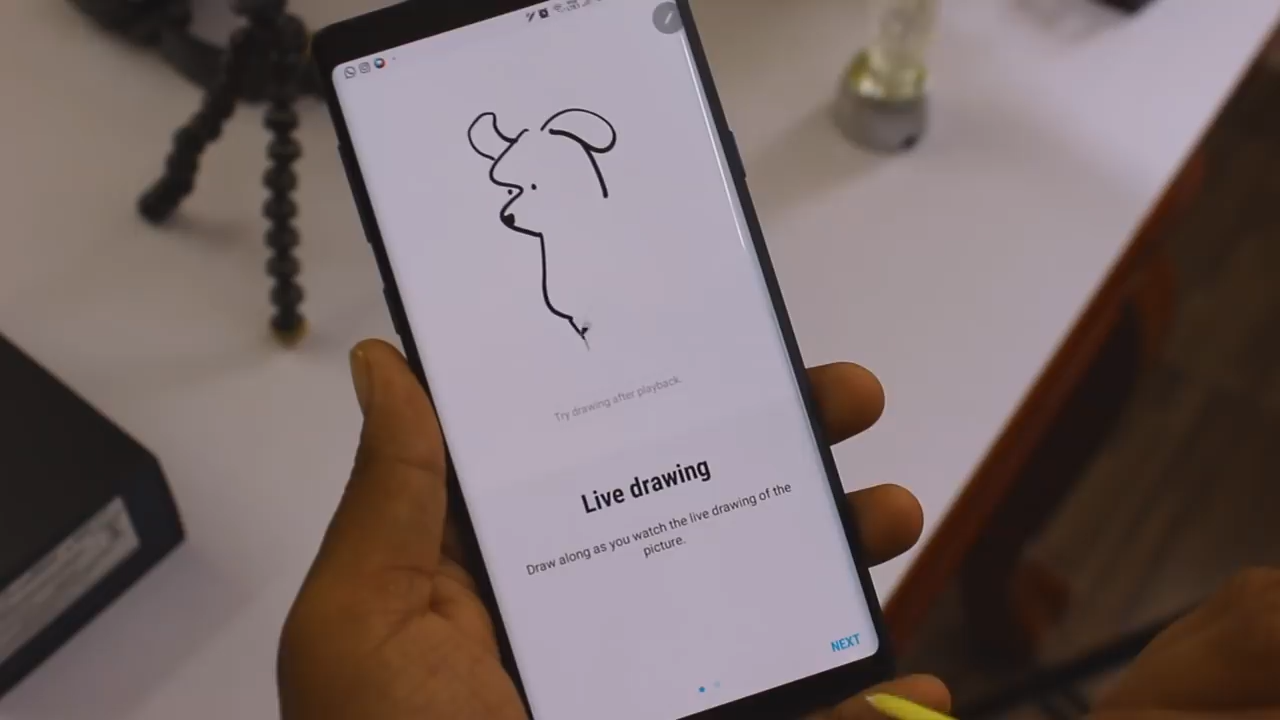 Try drawing after playback.
Live drawing
Draw along as you watch the live drawing of the
picture.
NEXT